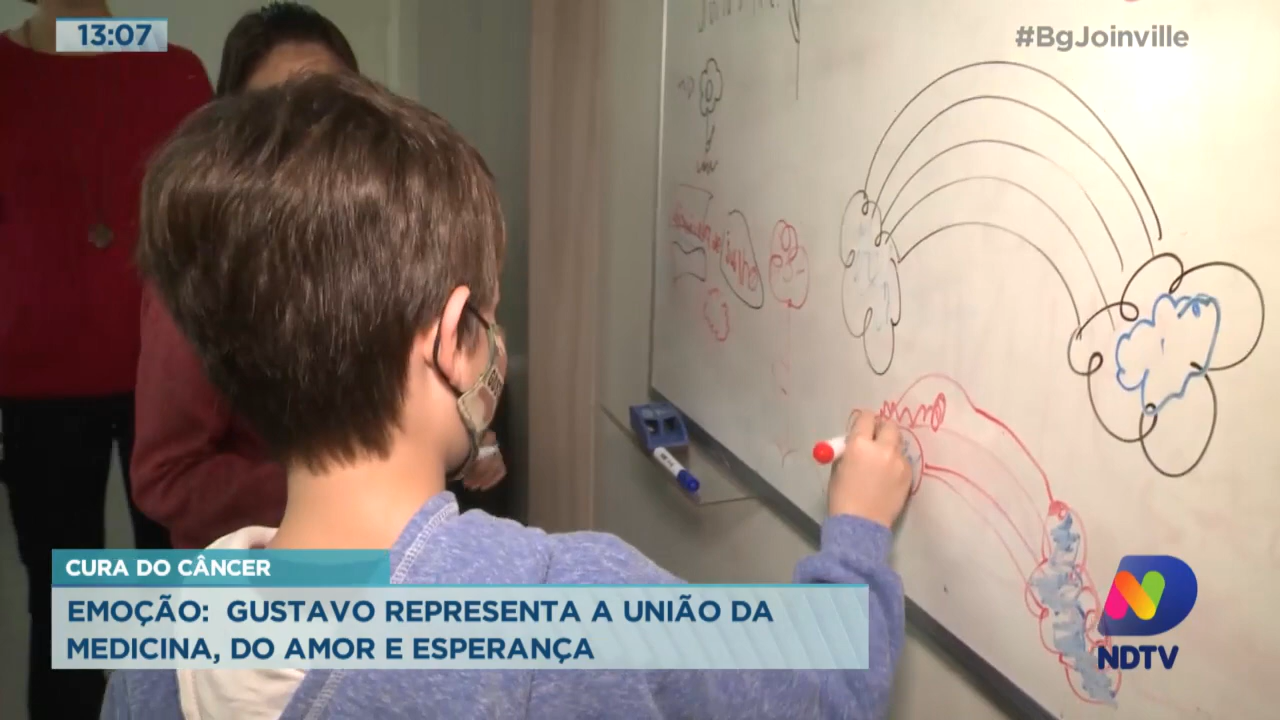 13:07
#BgJoinville
CURA DO CÂNCER
EMOÇÃO: GUSTAVO REPRESENTA A UNIÃO DA
MEDICINA, DO AMOR E ESPERANÇA
NDTV